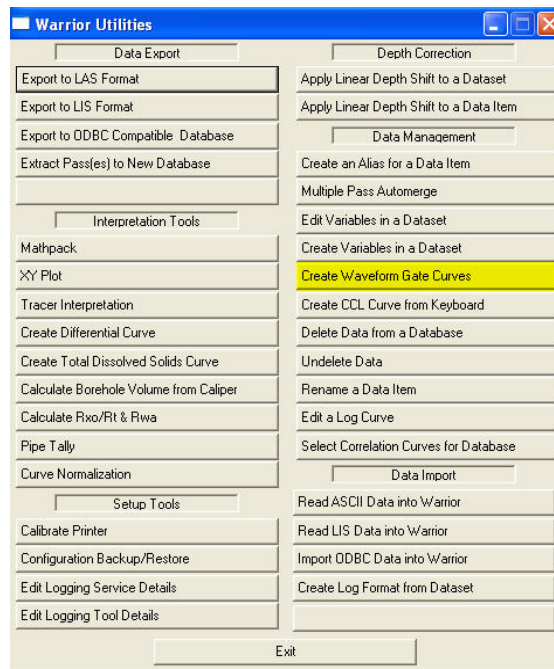 Warrior Utilities
Data Export
Export to LAS Format
Export to LIS Format
Export to ODBC Compatible Database
Extract Pass(es) to New Database
Interpretation Tools
Mathpack
XY Plot
Tracer Interpretation
Create Differential Curve
Create Total Dissolved Solids Curve
Calculate Borehole Volume from Caliper
Calculate Rxo/Rt & Rwa
Pipe Tally
Curve Normalization
Setup Tools
Calibrate Printer
Configuration Backup/Restore
Edit Logging Service Details
Edit Logging Tool Details
Depth Correction
Apply Linear Depth Shift to a Dataset
Apply Linear Depth Shift to a Data Item
Data Management
Create an Alias for a Data Item
Multiple Pass Automerge
Edit Variables in a Dataset
Create Variables in a Dataset
Create Waveform Gate Curves
Create CCL Curve from Keyboard
Delete Data from a Database
Undelete Data
Rename a Data Item
Edit a Log Curve
Select Correlation Curves for Database
Data Import
Read ASCII Data into Warrior
Read LIS Data into Warrior
Import ODBC Data into Warrior
Create Log Format from Dataset
Exit